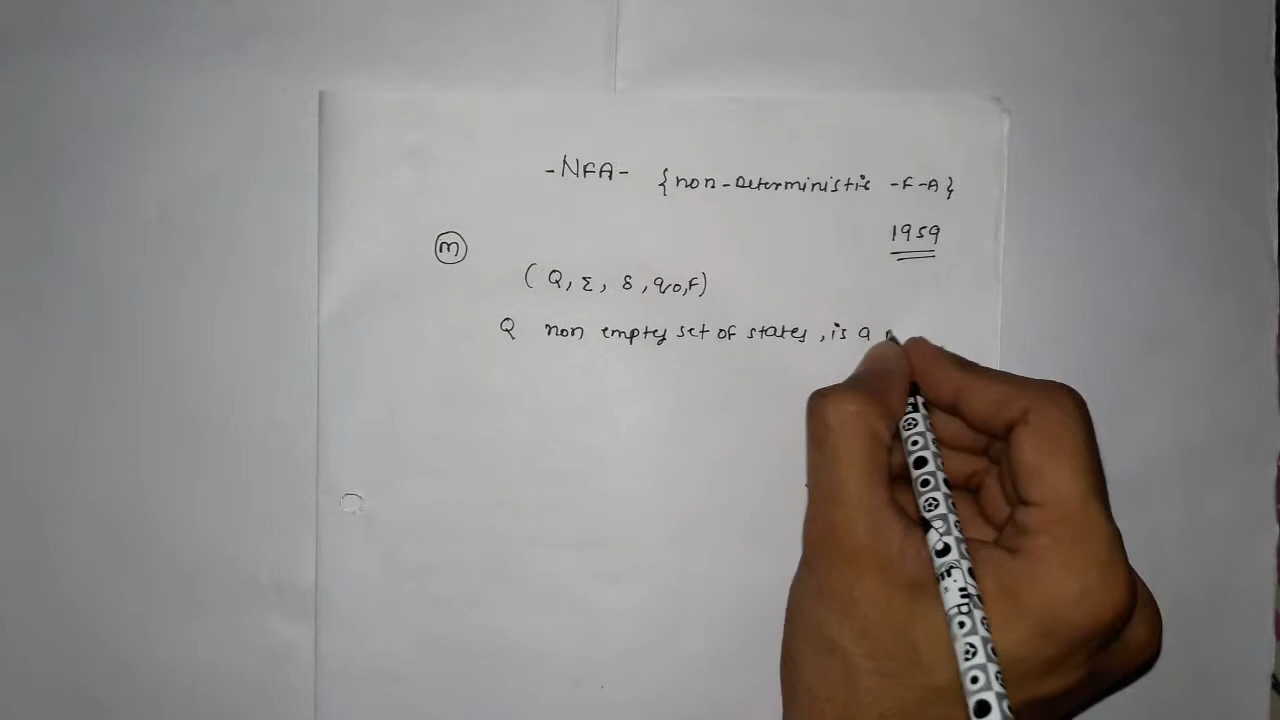 -NFA- {non-Deterministic -F-A}
1959
m
(Q, Σ, δ, q0, F)
Q non empty set of states, is a